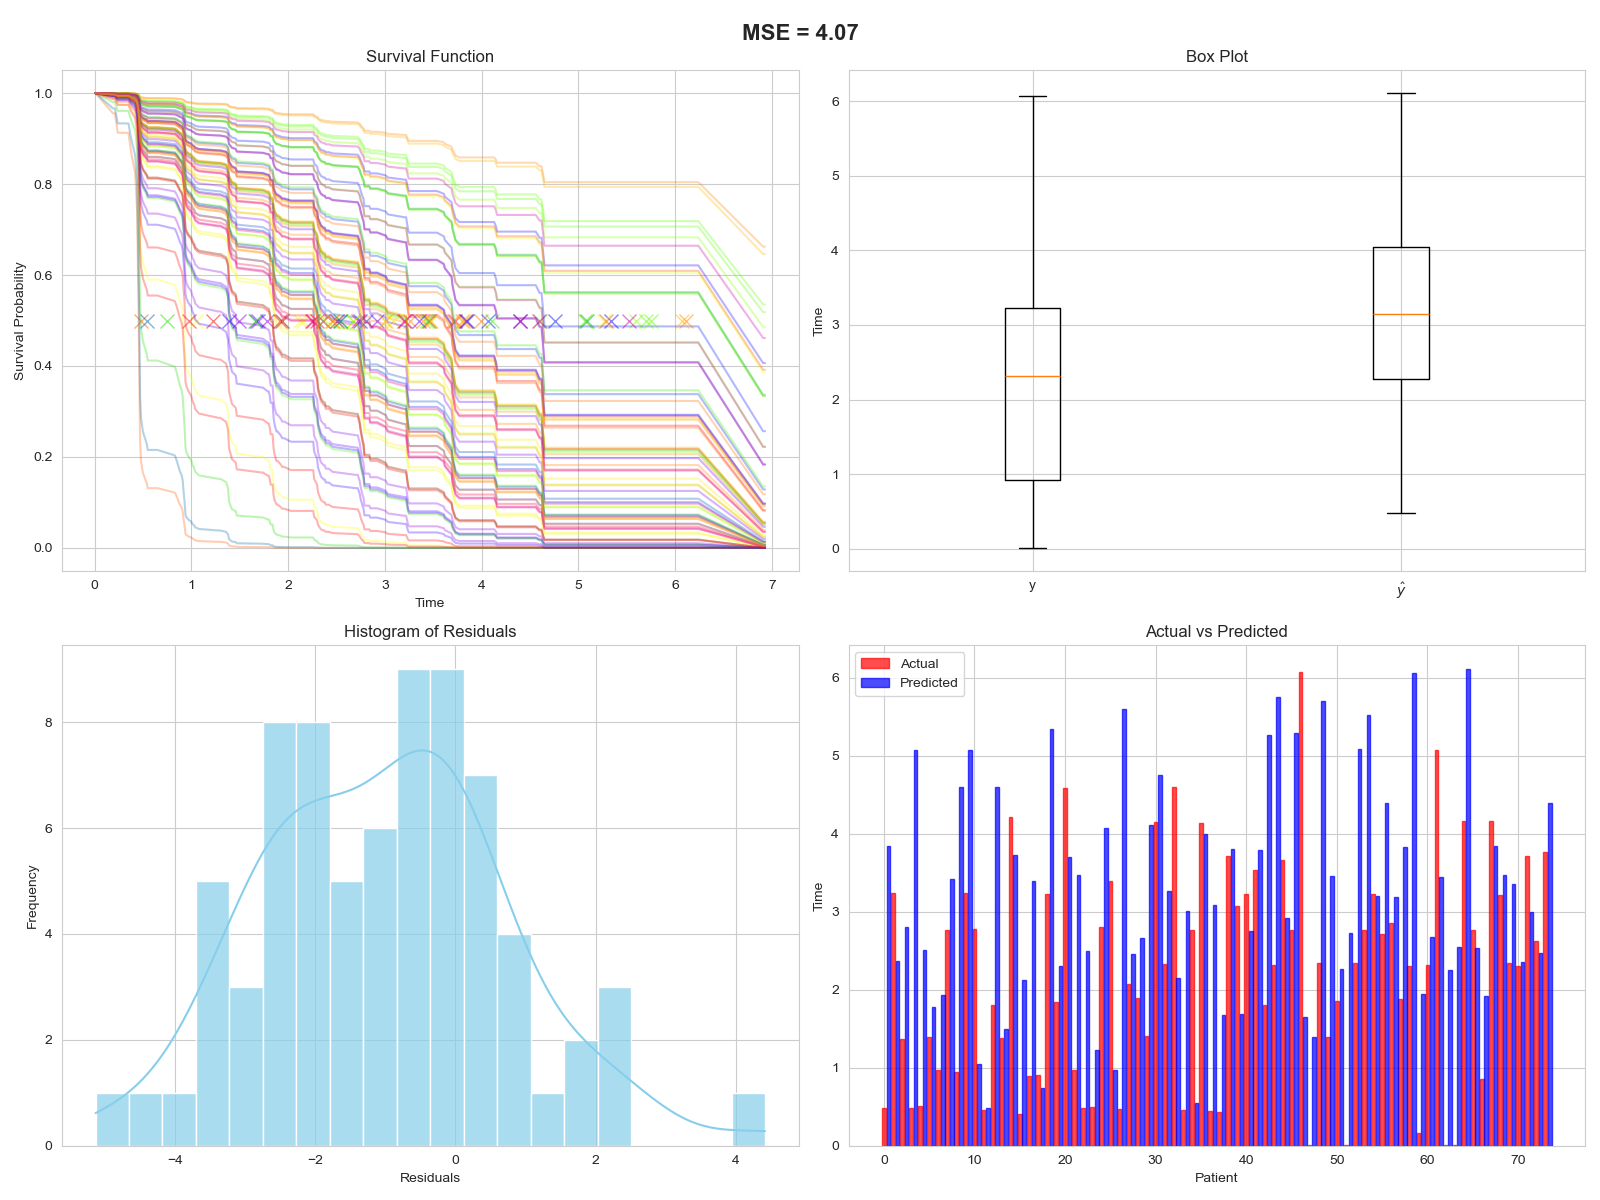 MSE = 4.07
Survival Function
1.0
0.8
0.6
0.4
0.2
0.0
Survival Probability
0 1 2 3 4 5 6 7
Time
Box Plot
6
5
4
3
2
1
0
Time
y ŷ
Histogram of Residuals
8
6
4
2
0
Frequency
−4 −2 0 2 4
Residuals
Actual vs Predicted
Actual
Predicted
6
5
4
3
2
1
0
Time
0 10 20 30 40 50 60 70
Patient